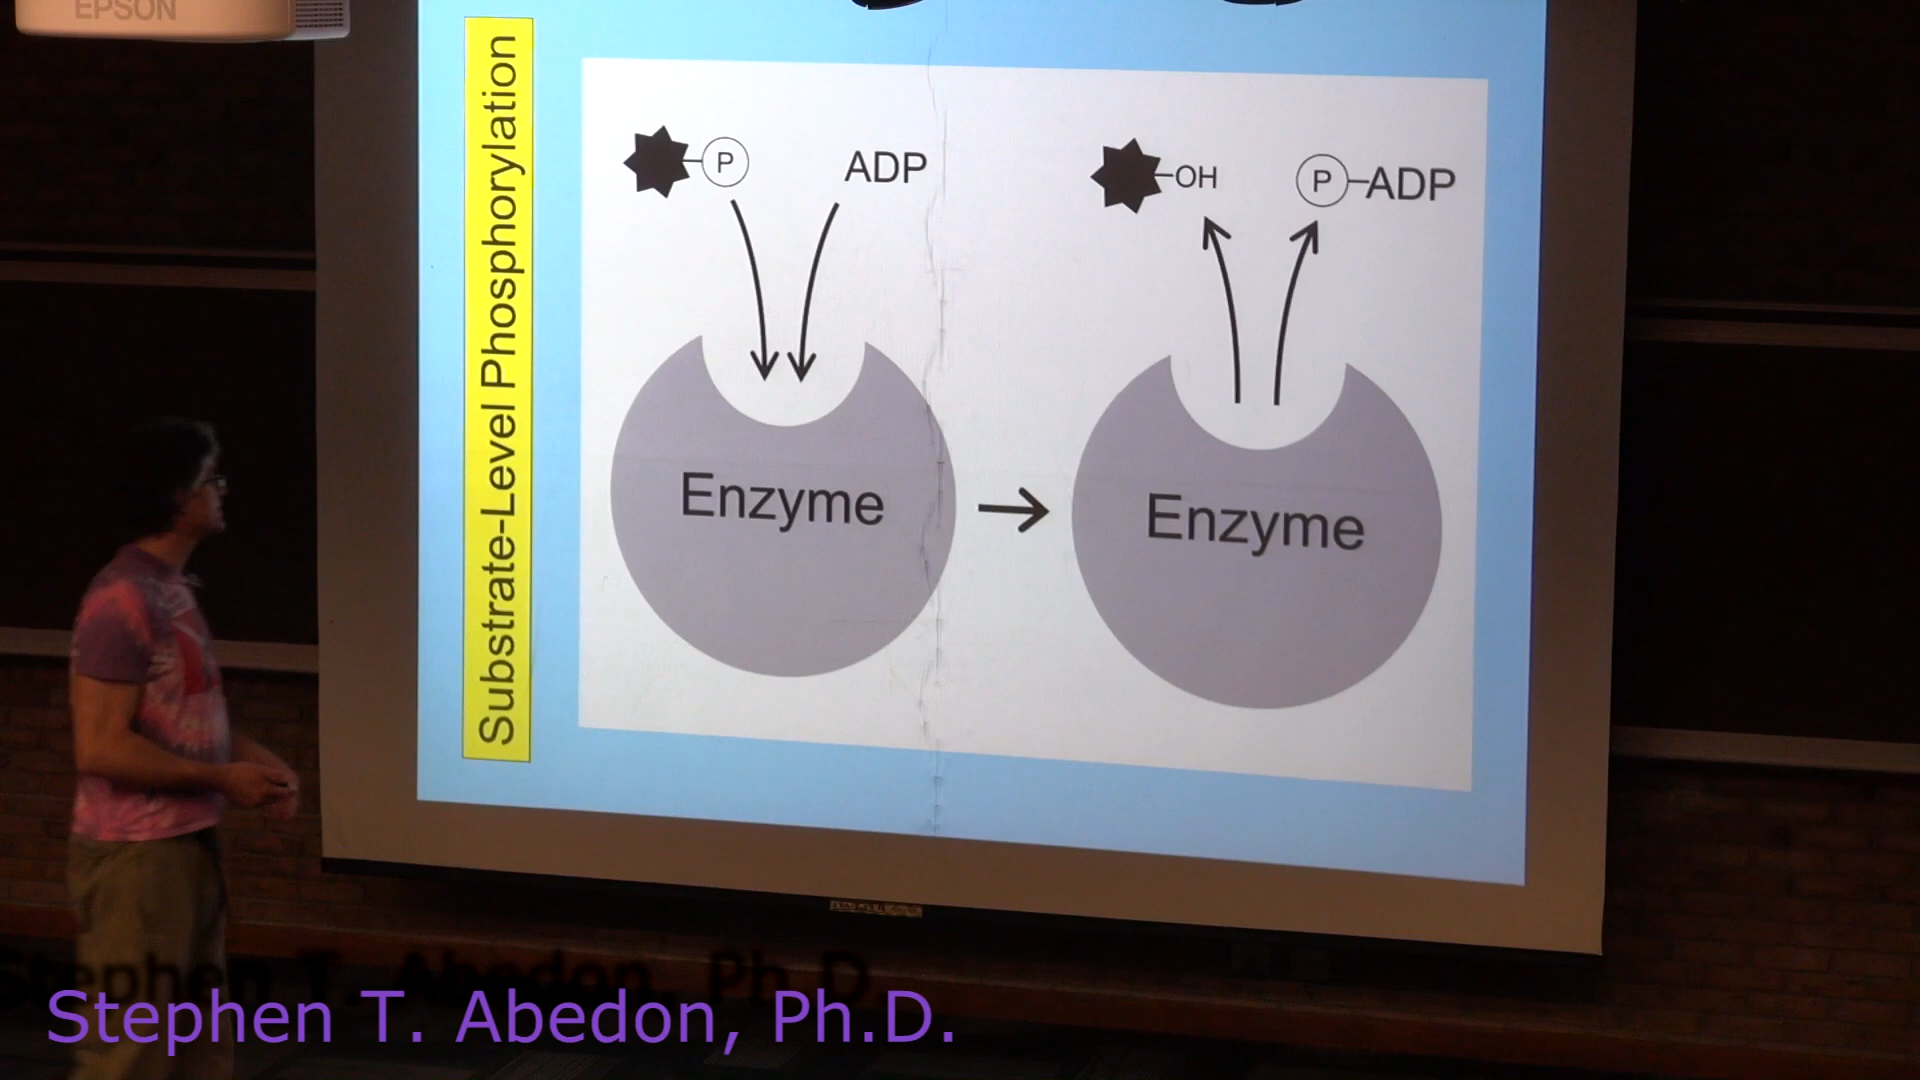 EPSON
Substrate-Level Phosphorylation
P
ADP
OH
P
ADP
Enzyme
Enzyme
Stephen T. Abedon, Ph.D.
Stephen T. Abedon, Ph.D.